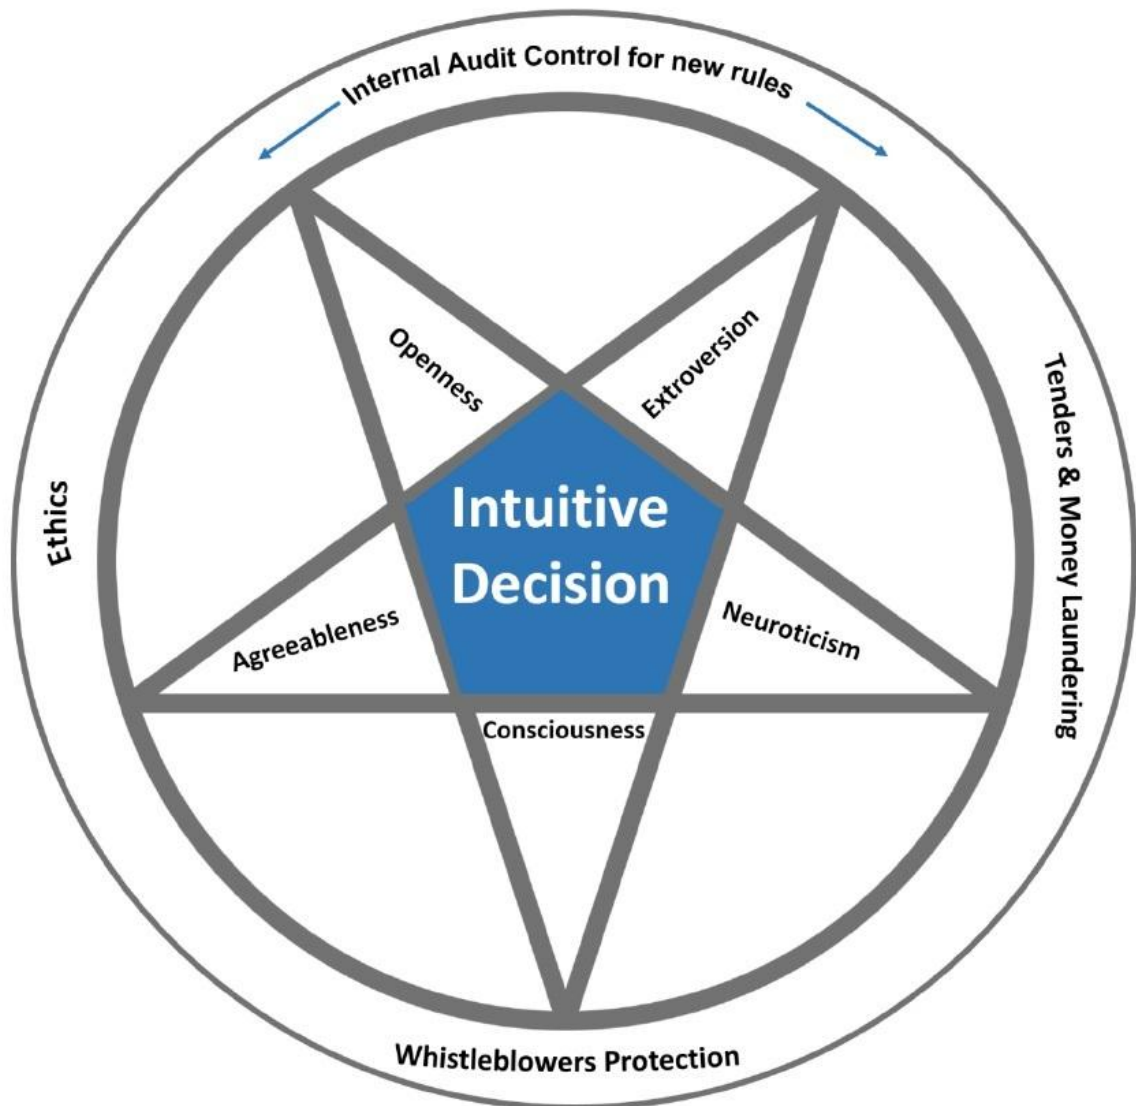 Internal Audit Control for new rules
Openness
Extroversion
Ethics
Intuitive
Decision
Tenders & Money Laundering
Agreeableness
Neuroticism
Consciousness
Whistleblowers Protection